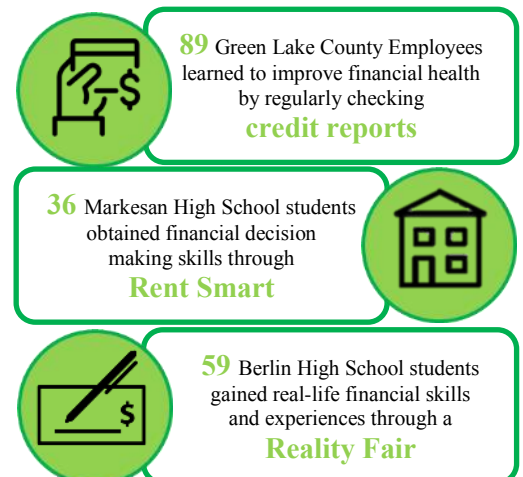 89 Green Lake County Employees
learned to improve financial health
by regularly checking
credit reports
$
36 Markesan High School students
obtained financial decision
making skills through
Rent Smart
59 Berlin High School students
gained real-life financial skills
and experiences through a
Reality Fair
$